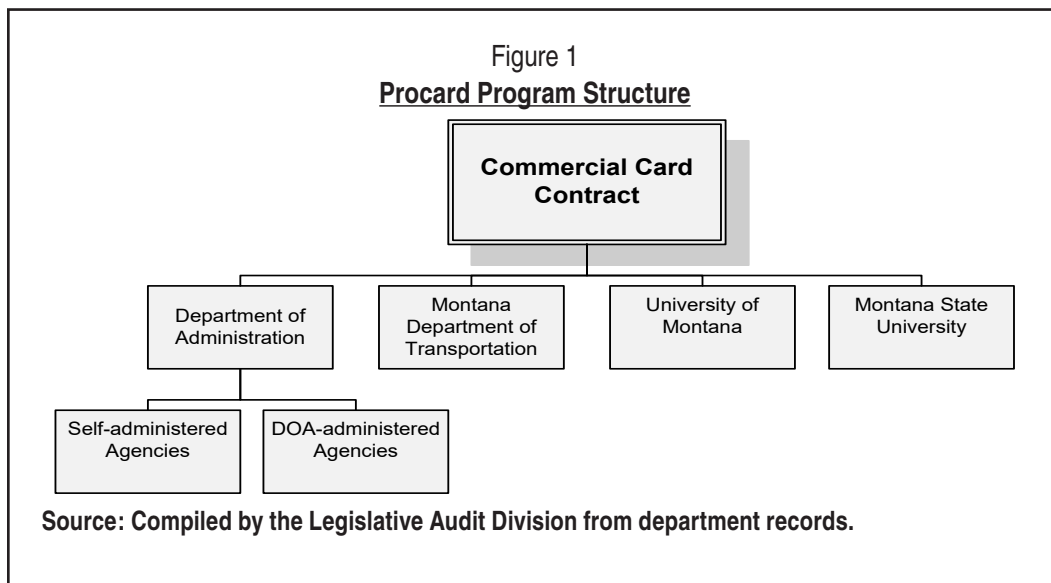 Figure 1
Procard Program Structure
Commercial Card
Contract
Department of
Administration
Montana
Department of
Transportation
University of
Montana
Montana State
University
Self-administered
Agencies
DOA-administered
Agencies
Source: Compiled by the Legislative Audit Division from department records.